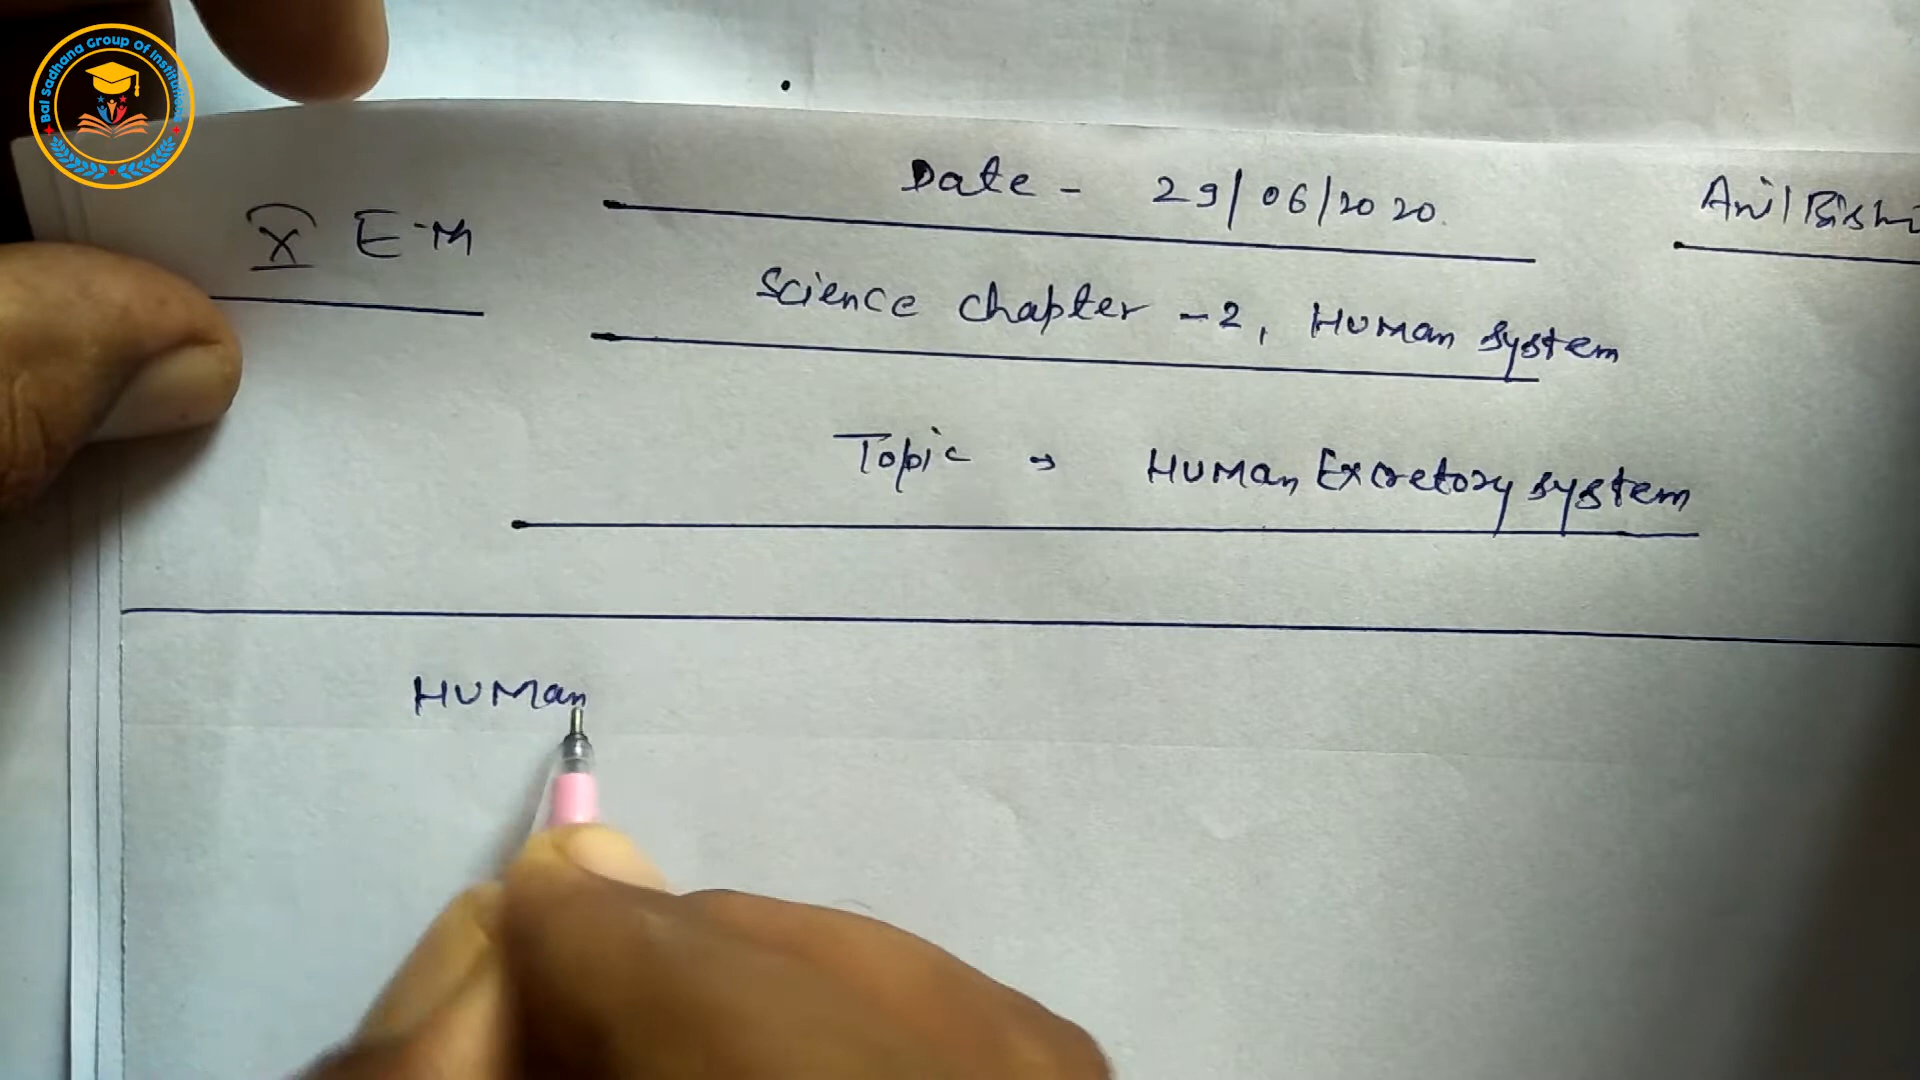 Bal Sadhana Group Of Institutions
Date - 29/06/2020.
X E-M
Anil
Science chapter - 2, Human system
Topic → Human Excretory system
Human